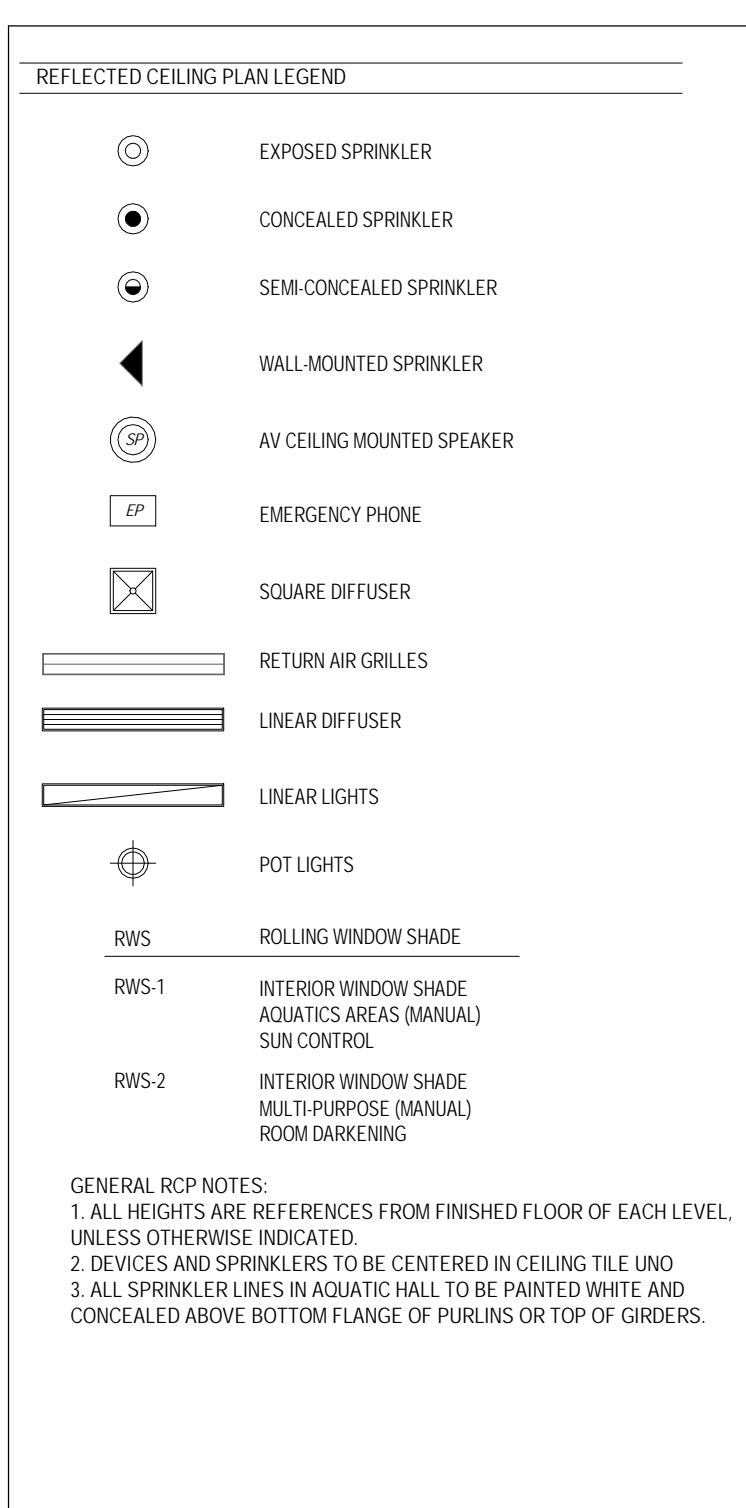 REFLECTED CEILING PLAN LEGEND
EXPOSED SPRINKLER
CONCEALED SPRINKLER
SEMI-CONCEALED SPRINKLER
WALL-MOUNTED SPRINKLER
SP AV CEILING MOUNTED SPEAKER
EP EMERGENCY PHONE
SQUARE DIFFUSER
RETURN AIR GRILLES
LINEAR DIFFUSER
LINEAR LIGHTS
POT LIGHTS
RWS ROLLING WINDOW SHADE
RWS-1 INTERIOR WINDOW SHADE
AQUATICS AREAS (MANUAL)
SUN CONTROL
RWS-2 INTERIOR WINDOW SHADE
MULTI-PURPOSE (MANUAL)
ROOM DARKENING
GENERAL RCP NOTES:
1. ALL HEIGHTS ARE REFERENCES FROM FINISHED FLOOR OF EACH LEVEL,
UNLESS OTHERWISE INDICATED.
2. DEVICES AND SPRINKLERS TO BE CENTERED IN CEILING TILE UNO
3. ALL SPRINKLER LINES IN AQUATIC HALL TO BE PAINTED WHITE AND
CONCEALED ABOVE BOTTOM FLANGE OF PURLINS OR TOP OF GIRDERS.